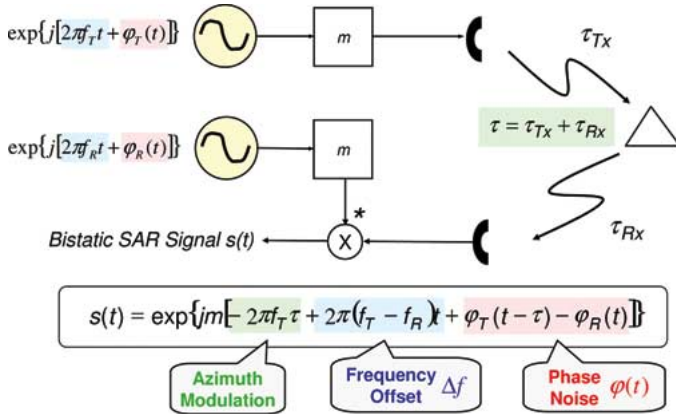 exp{j[2πf_T t + φ_T(t)]}
m
τ_Tx
τ = τ_Tx + τ_Rx
exp{j[2πf_R t + φ_R(t)]}
m
*
τ_Rx
Bistatic SAR Signal s(t)
X
s(t) = exp{jm[−2πf_T τ + 2π(f_T − f_R)t + φ_T(t − τ) − φ_R(t)]}
Azimuth
Modulation
Frequency
Offset Δf
Phase
Noise φ(t)